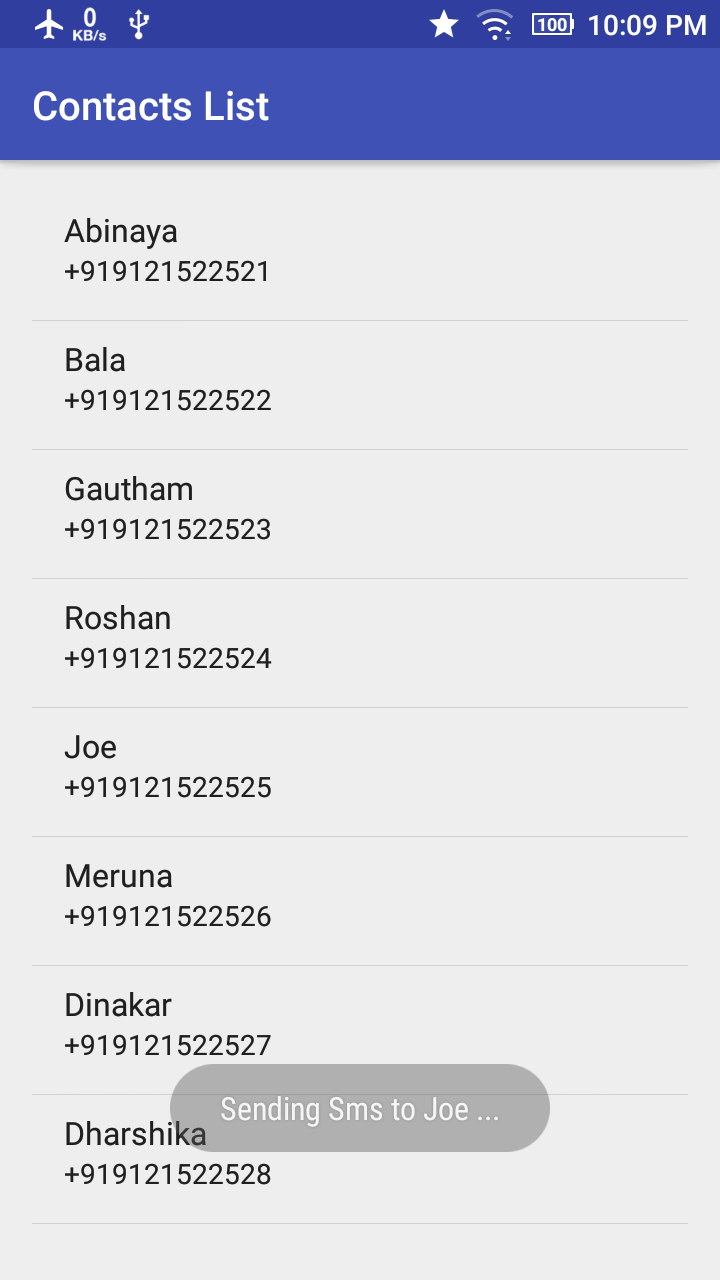 0
KB/s
100
10:09 PM
Contacts List
Abinaya
+919121522521
Bala
+919121522522
Gautham
+919121522523
Roshan
+919121522524
Joe
+919121522525
Meruna
+919121522526
Dinakar
+919121522527
Sending Sms to Joe ...
Dharshika
+919121522528